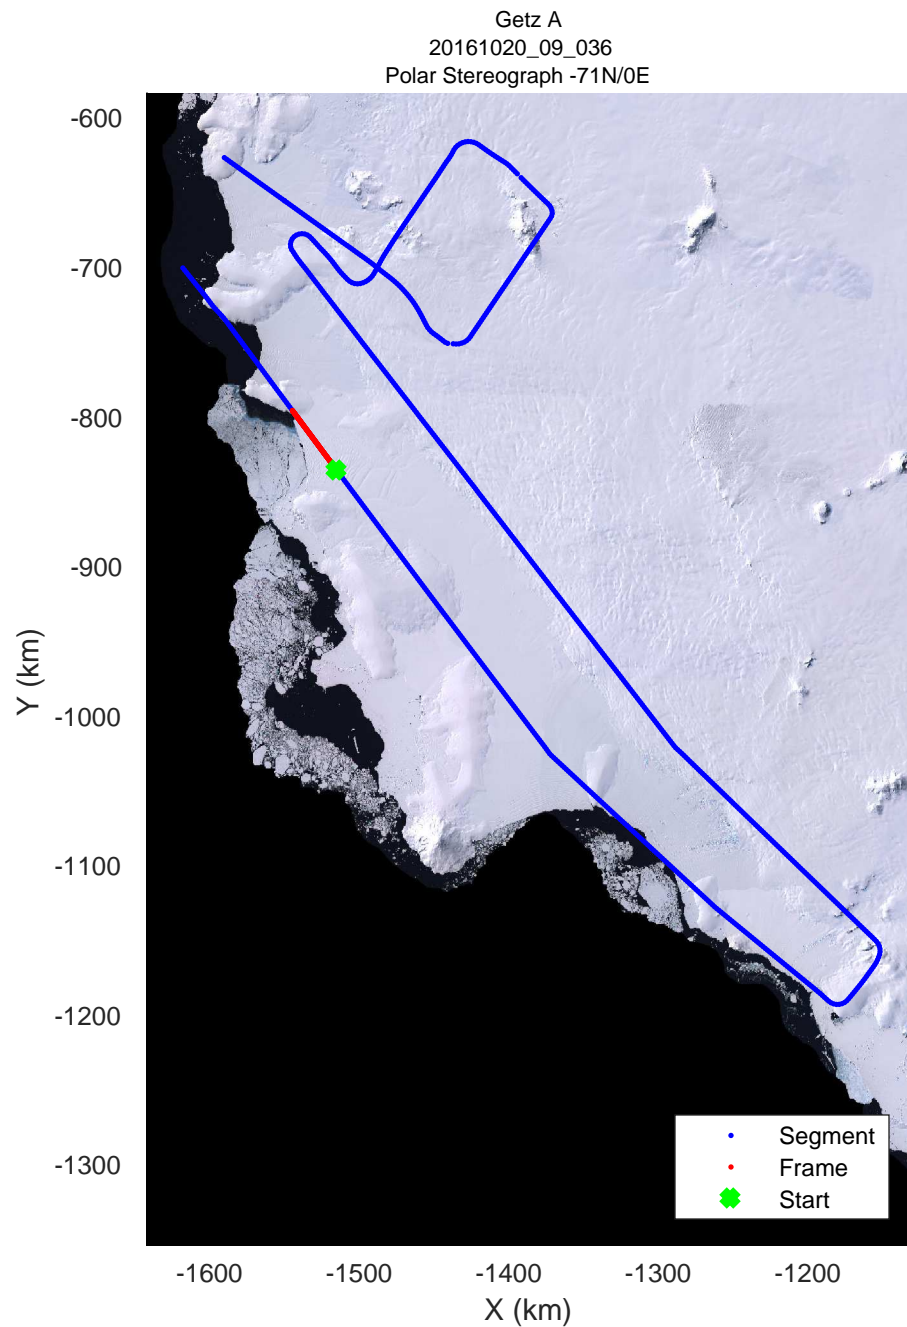 Getz A
20161020_09_036
Polar Stereograph -71N/0E
-600
-700
-800
-900
-1000
-1100
-1200
-1300
Y (km)
-1600
-1500
-1400
-1300
-1200
X (km)
Segment
Frame
Start